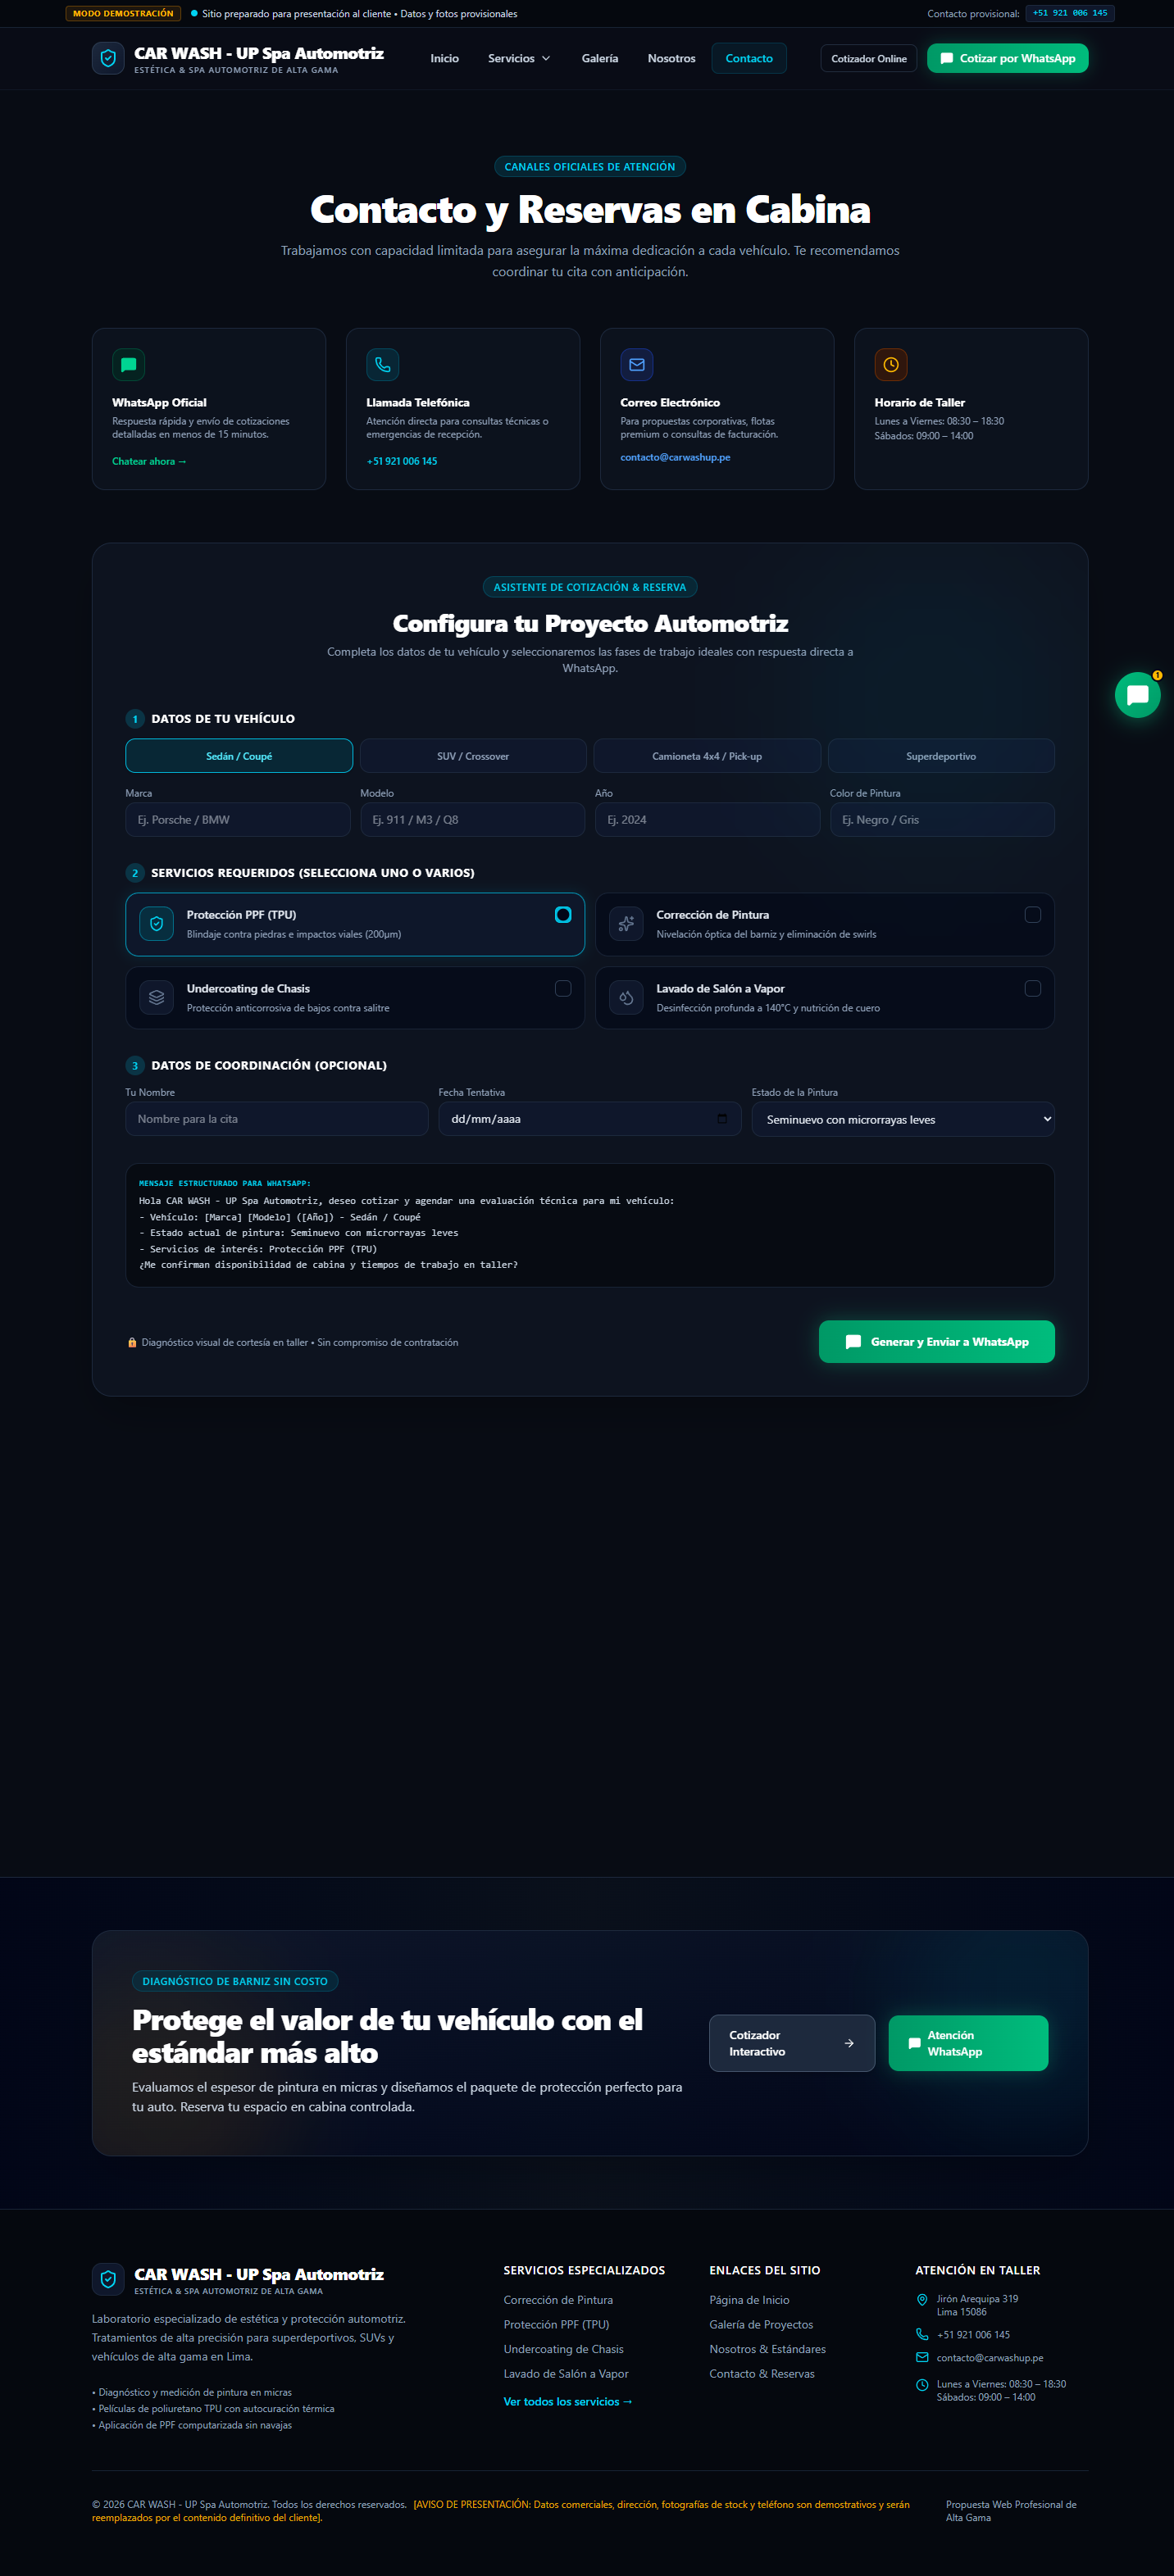 MODO DEMOSTRACIÓN
Sitio preparado para presentación al cliente • Datos y fotos provisionales
Contacto provisional:
+51 921 006 145
CAR WASH - UP Spa Automotriz
ESTÉTICA & SPA AUTOMOTRIZ DE ALTA GAMA
Inicio
Servicios
Galería
Nosotros
Contacto
Cotizador Online
Cotizar por WhatsApp
CANALES OFICIALES DE ATENCIÓN
Contacto y Reservas en Cabina
Trabajamos con capacidad limitada para asegurar la máxima dedicación a cada vehículo. Te recomendamos
coordinar tu cita con anticipación.
WhatsApp Oficial
Respuesta rápida y envío de cotizaciones
detalladas en menos de 15 minutos.
Chatear ahora →
Llamada Telefónica
Atención directa para consultas técnicas o
emergencias de recepción.
+51 921 006 145
Correo Electrónico
Para propuestas corporativas, flotas
premium o consultas de facturación.
contacto@carwashup.pe
Horario de Taller
Lunes a Viernes: 08:30 – 18:30
Sábados: 09:00 – 14:00
ASISTENTE DE COTIZACIÓN & RESERVA
Configura tu Proyecto Automotriz
Completa los datos de tu vehículo y seleccionaremos las fases de trabajo ideales con respuesta directa a
WhatsApp.
1
1 DATOS DE TU VEHÍCULO
Sedán / Coupé
SUV / Crossover
Camioneta 4x4 / Pick-up
Superdeportivo
Marca
Modelo
Año
Color de Pintura
Ej. Porsche / BMW
Ej. 911 / M3 / Q8
Ej. 2024
Ej. Negro / Gris
2 SERVICIOS REQUERIDOS (SELECCIONA UNO O VARIOS)
Protección PPF (TPU)
Blindaje contra piedras e impactos viales (200µm)
Corrección de Pintura
Nivelación óptica del barniz y eliminación de swirls
Undercoating de Chasis
Protección anticorrosiva de bajos contra salitre
Lavado de Salón a Vapor
Desinfección profunda a 140°C y nutrición de cuero
3 DATOS DE COORDINACIÓN (OPCIONAL)
Tu Nombre
Fecha Tentativa
Estado de la Pintura
Nombre para la cita
dd/mm/aaaa
Seminuevo con microrrayas leves
MENSAJE ESTRUCTURADO PARA WHATSAPP:
Hola CAR WASH - UP Spa Automotriz, deseo cotizar y agendar una evaluación técnica para mi vehículo:
- Vehículo: [Marca] [Modelo] ([Año]) - Sedán / Coupé
- Estado actual de pintura: Seminuevo con microrrayas leves
- Servicios de interés: Protección PPF (TPU)
¿Me confirman disponibilidad de cabina y tiempos de trabajo en taller?
Diagnóstico visual de cortesía en taller • Sin compromiso de contratación
Generar y Enviar a WhatsApp
DIAGNÓSTICO DE BARNIZ SIN COSTO
Protege el valor de tu vehículo con el
estándar más alto
Evaluamos el espesor de pintura en micras y diseñamos el paquete de protección perfecto para
tu auto. Reserva tu espacio en cabina controlada.
Cotizador
Interactivo
Atención
WhatsApp
CAR WASH - UP Spa Automotriz
ESTÉTICA & SPA AUTOMOTRIZ DE ALTA GAMA
Laboratorio especializado de estética y protección automotriz.
Tratamientos de alta precisión para superdeportivos, SUVs y
vehículos de alta gama en Lima.
• Diagnóstico y medición de pintura en micras
• Películas de poliuretano TPU con autocuración térmica
• Aplicación de PPF computarizada sin navajas
SERVICIOS ESPECIALIZADOS
Corrección de Pintura
Protección PPF (TPU)
Undercoating de Chasis
Lavado de Salón a Vapor
Ver todos los servicios →
ENLACES DEL SITIO
Página de Inicio
Galería de Proyectos
Nosotros & Estándares
Contacto & Reservas
ATENCIÓN EN TALLER
Jirón Arequipa 319
Lima 15086
+51 921 006 145
contacto@carwashup.pe
Lunes a Viernes: 08:30 – 18:30
Sábados: 09:00 – 14:00
© 2026 CAR WASH - UP Spa Automotriz. Todos los derechos reservados. [AVISO DE PRESENTACIÓN: Datos comerciales, dirección, fotografías de stock y teléfono son demostrativos y serán
reemplazados por el contenido definitivo del cliente].
Propuesta Web Profesional de
Alta Gama